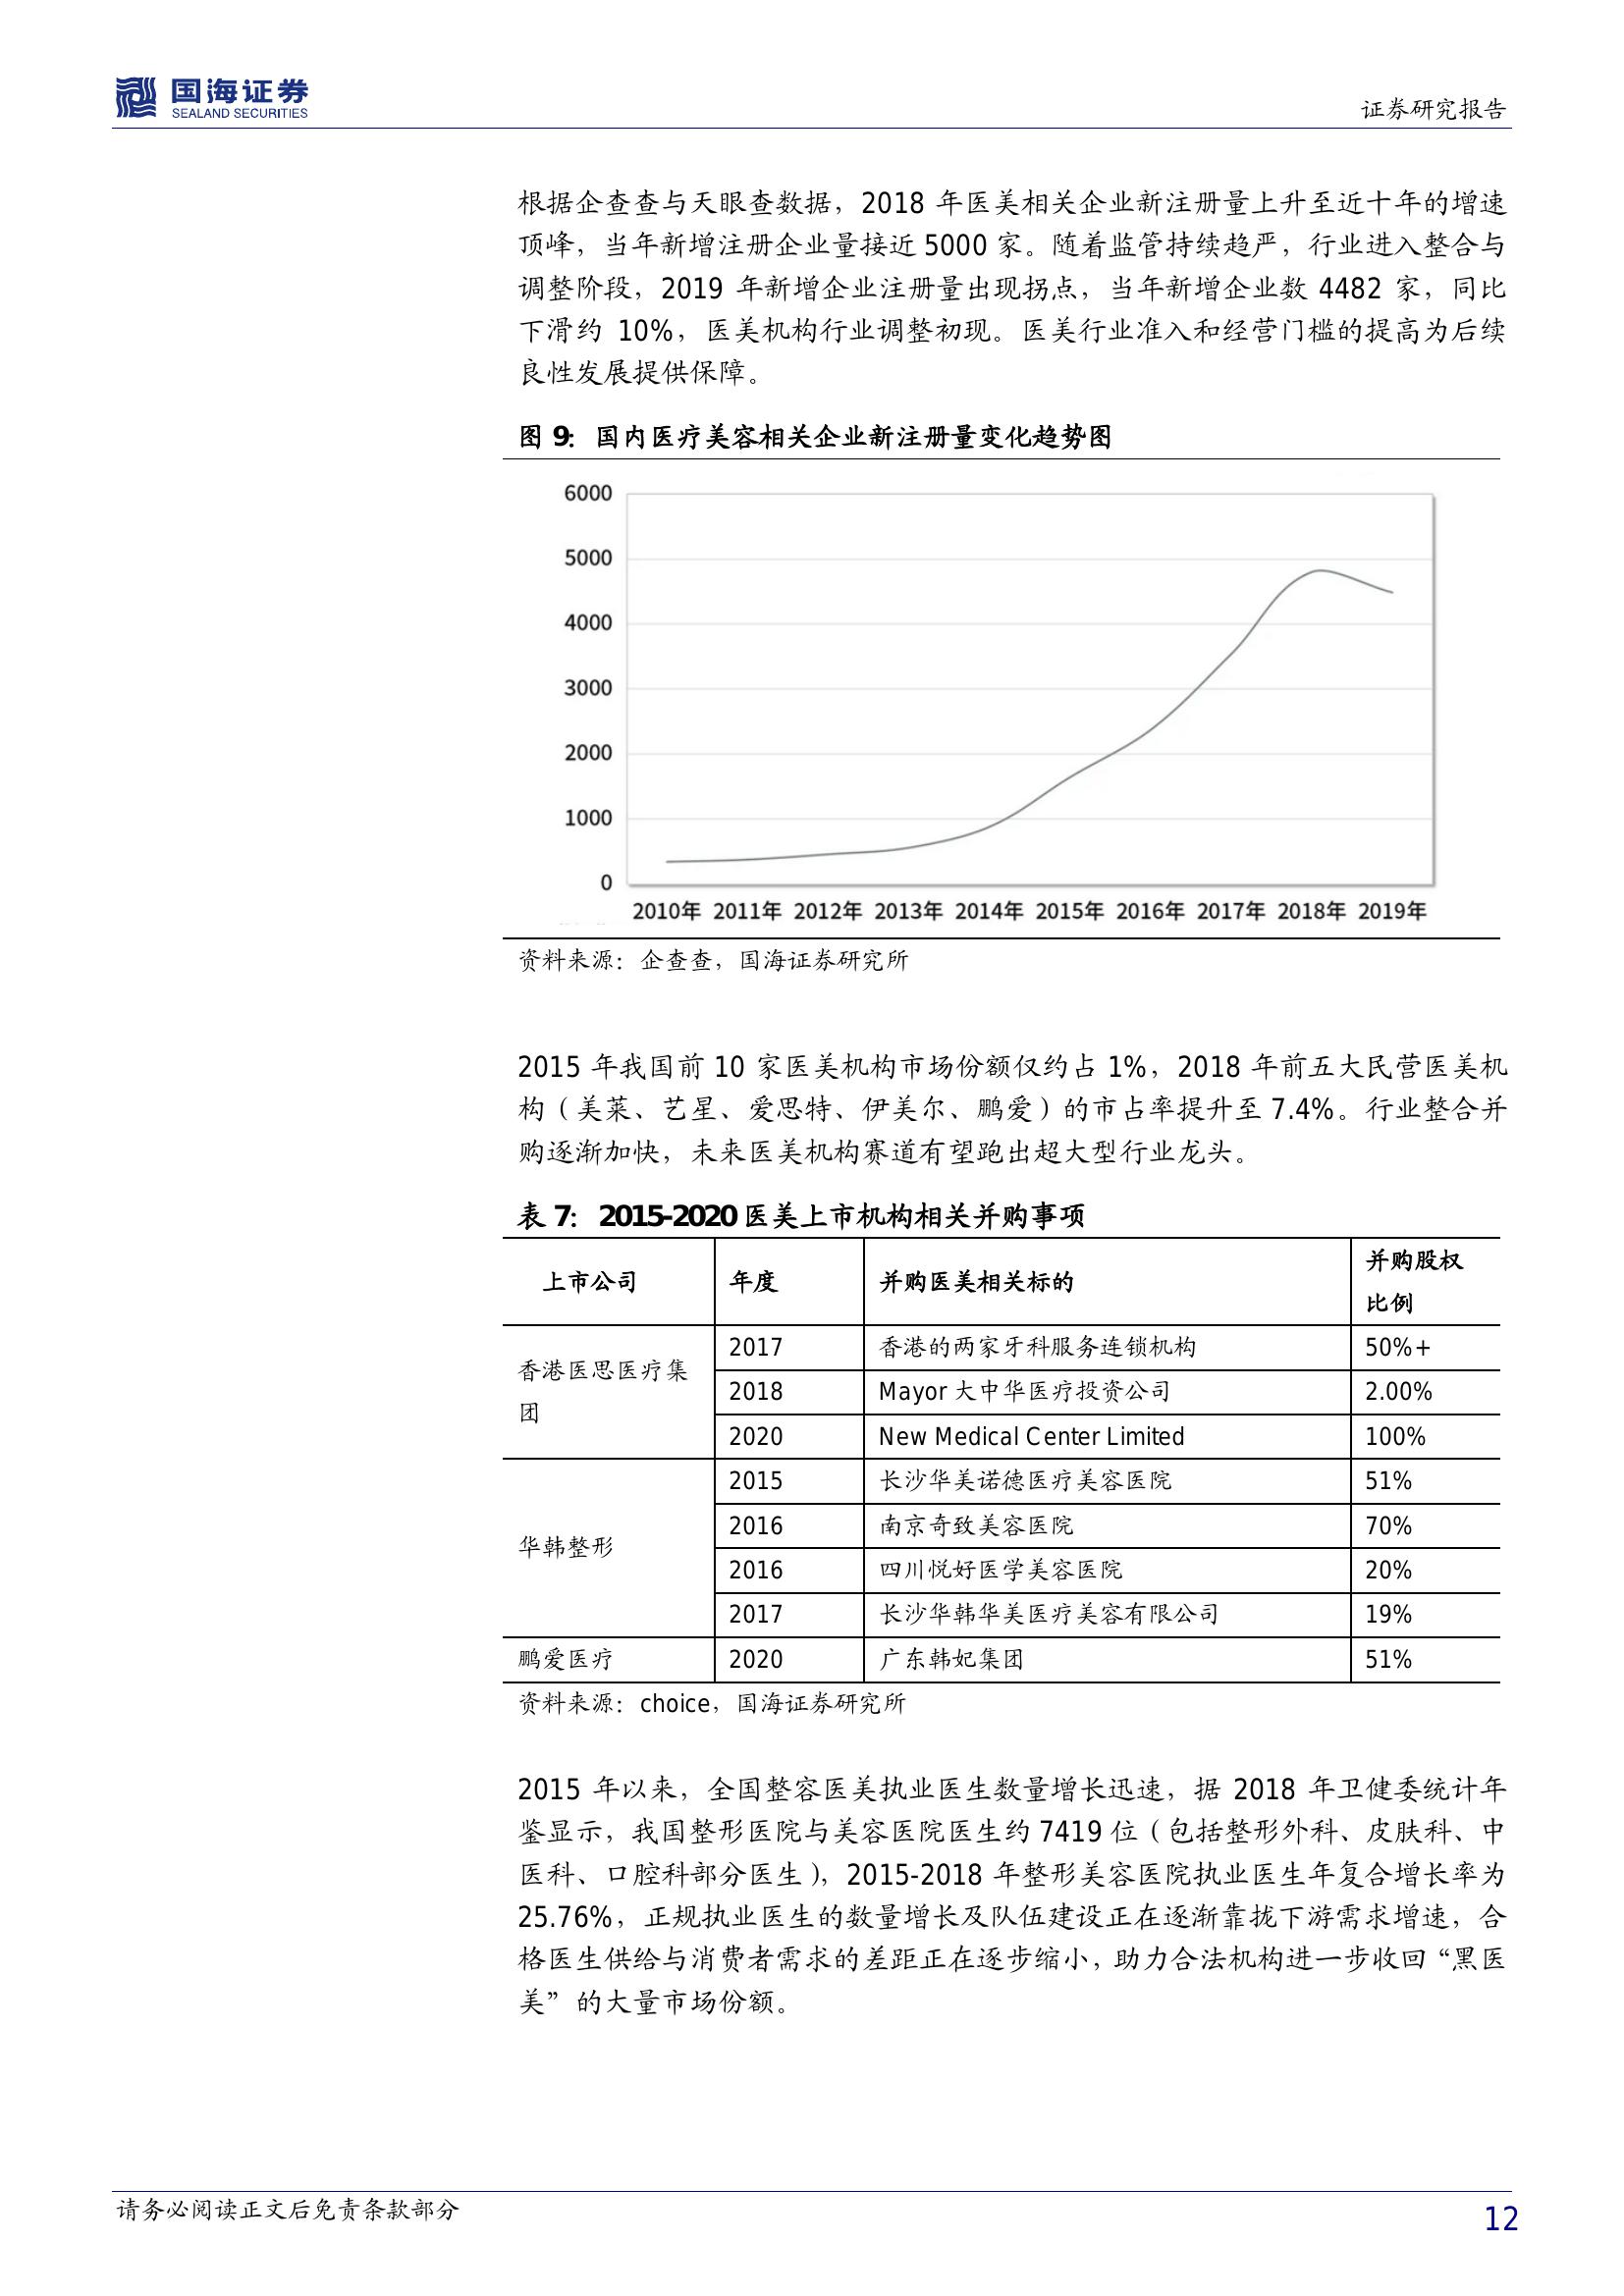 国海证券
SEALAND SECURITIES
证券研究报告
根据企查查与天眼查数据，2018 年医美相关企业新注册量上升至近十年的增速
顶峰，当年新增注册企业量接近 5000 家。随着监管持续趋严，行业进入整合与
调整阶段，2019 年新增企业注册量出现拐点，当年新增企业数 4482 家，同比
下滑约 10%，医美机构行业调整初现。医美行业准入和经营门槛的提高为后续
良性发展提供保障。
图 9：国内医疗美容相关企业新注册量变化趋势图
6000
5000
4000
3000
2000
1000
0
2010年 2011年 2012年 2013年 2014年 2015年 2016年 2017年 2018年 2019年
资料来源：企查查，国海证券研究所
2015 年我国前 10 家医美机构市场份额仅约占 1%，2018 年前五大民营医美机
构（美莱、艺星、爱思特、伊美尔、鹏爱）的市占率提升至 7.4%。行业整合并
购逐渐加快，未来医美机构赛道有望跑出超大型行业龙头。
表 7：2015-2020 医美上市机构相关并购事项
上市公司 年度 并购医美相关标的 并购股权
比例
香港医思医疗集
团
2017 香港的两家牙科服务连锁机构 50%+
2018 Mayor 大中华医疗投资公司 2.00%
2020 New Medical Center Limited 100%
华韩整形
2015 长沙华美诺德医疗美容医院 51%
2016 南京奇致美容医院 70%
2016 四川悦好医学美容医院 20%
2017 长沙华韩华美医疗美容有限公司 19%
鹏爱医疗 2020 广东韩妃集团 51%
资料来源：choice，国海证券研究所
2015 年以来，全国整容医美执业医生数量增长迅速，据 2018 年卫健委统计年
鉴显示，我国整形医院与美容医院医生约 7419 位（包括整形外科、皮肤科、中
医科、口腔科部分医生），2015-2018 年整形美容医院执业医生年复合增长率为
25.76%，正规执业医生的数量增长及队伍建设正在逐渐靠拢下游需求增速，合
格医生供给与消费者需求的差距正在逐步缩小，助力合法机构进一步收回“黑医
美”的大量市场份额。
请务必阅读正文后免责条款部分
12